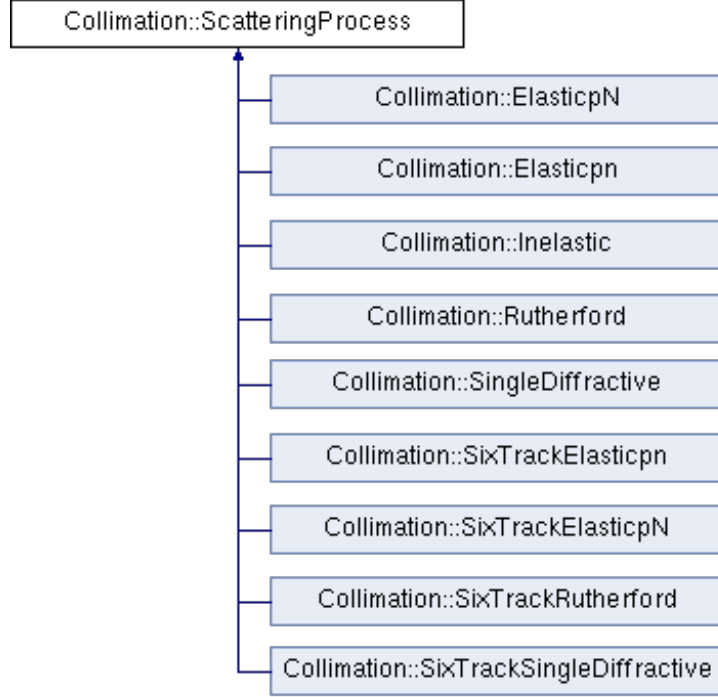 Collimation::ScatteringProcess
Collimation::ElasticpN
Collimation::Elasticpn
Collimation::Inelastic
Collimation::Rutherford
Collimation::SingleDiffractive
Collimation::SixTrackElasticpn
Collimation::SixTrackElasticpN
Collimation::SixTrackRutherford
Collimation::SixTrackSingleDiffractive